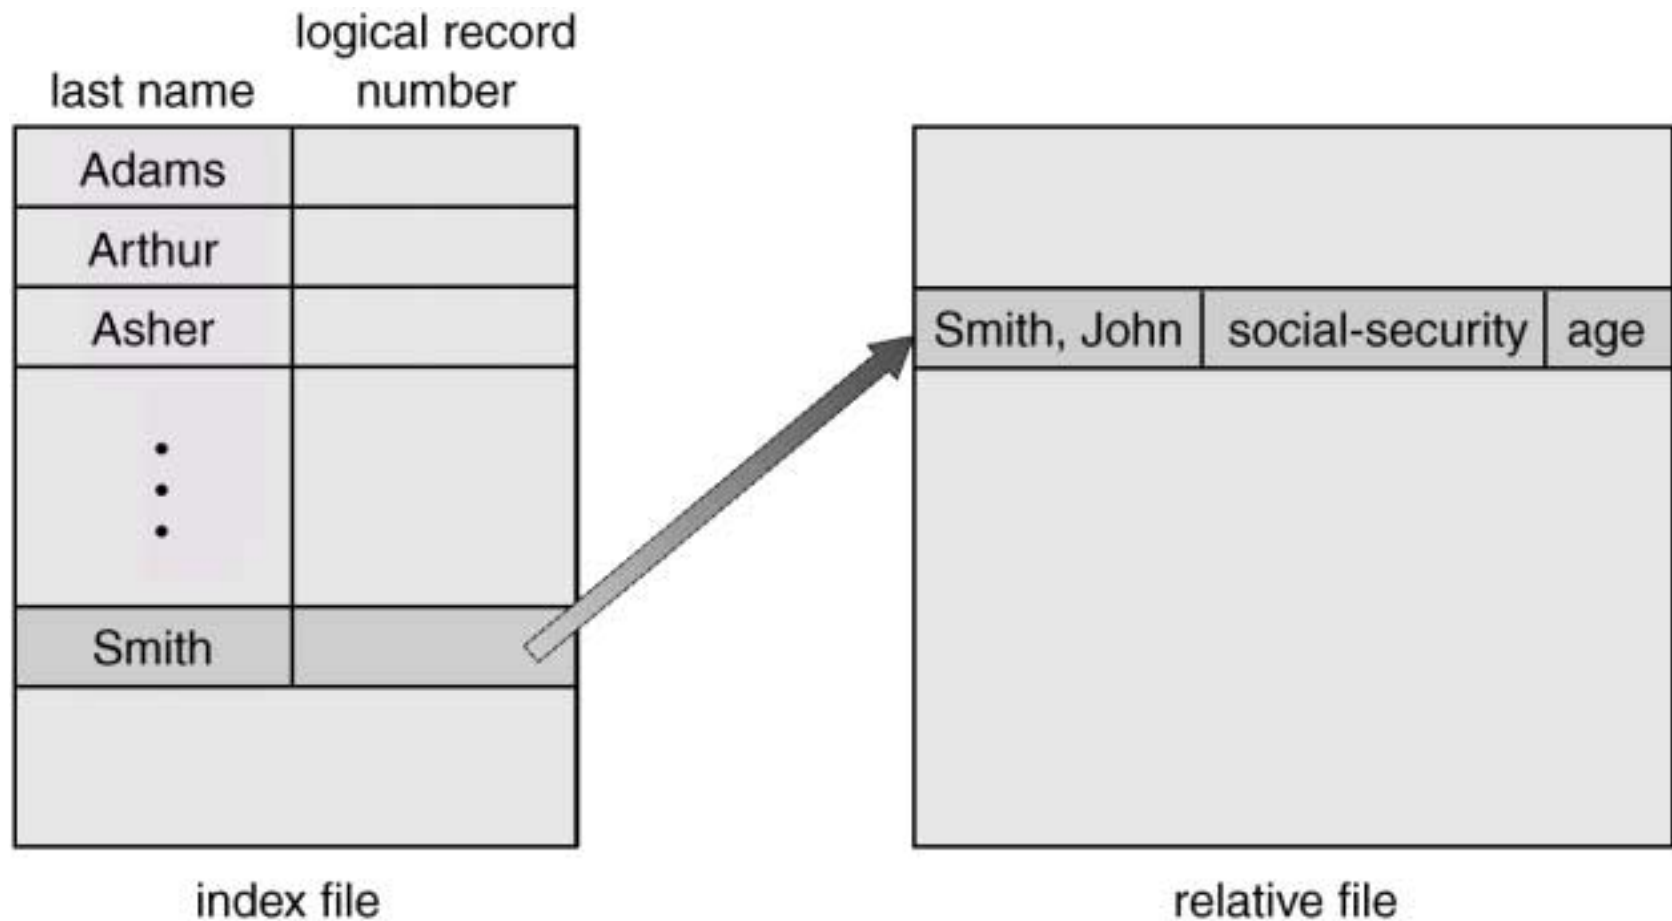 logical record
last name number
Adams
Arthur
Asher
Smith
Smith, John social-security age
index file
relative file